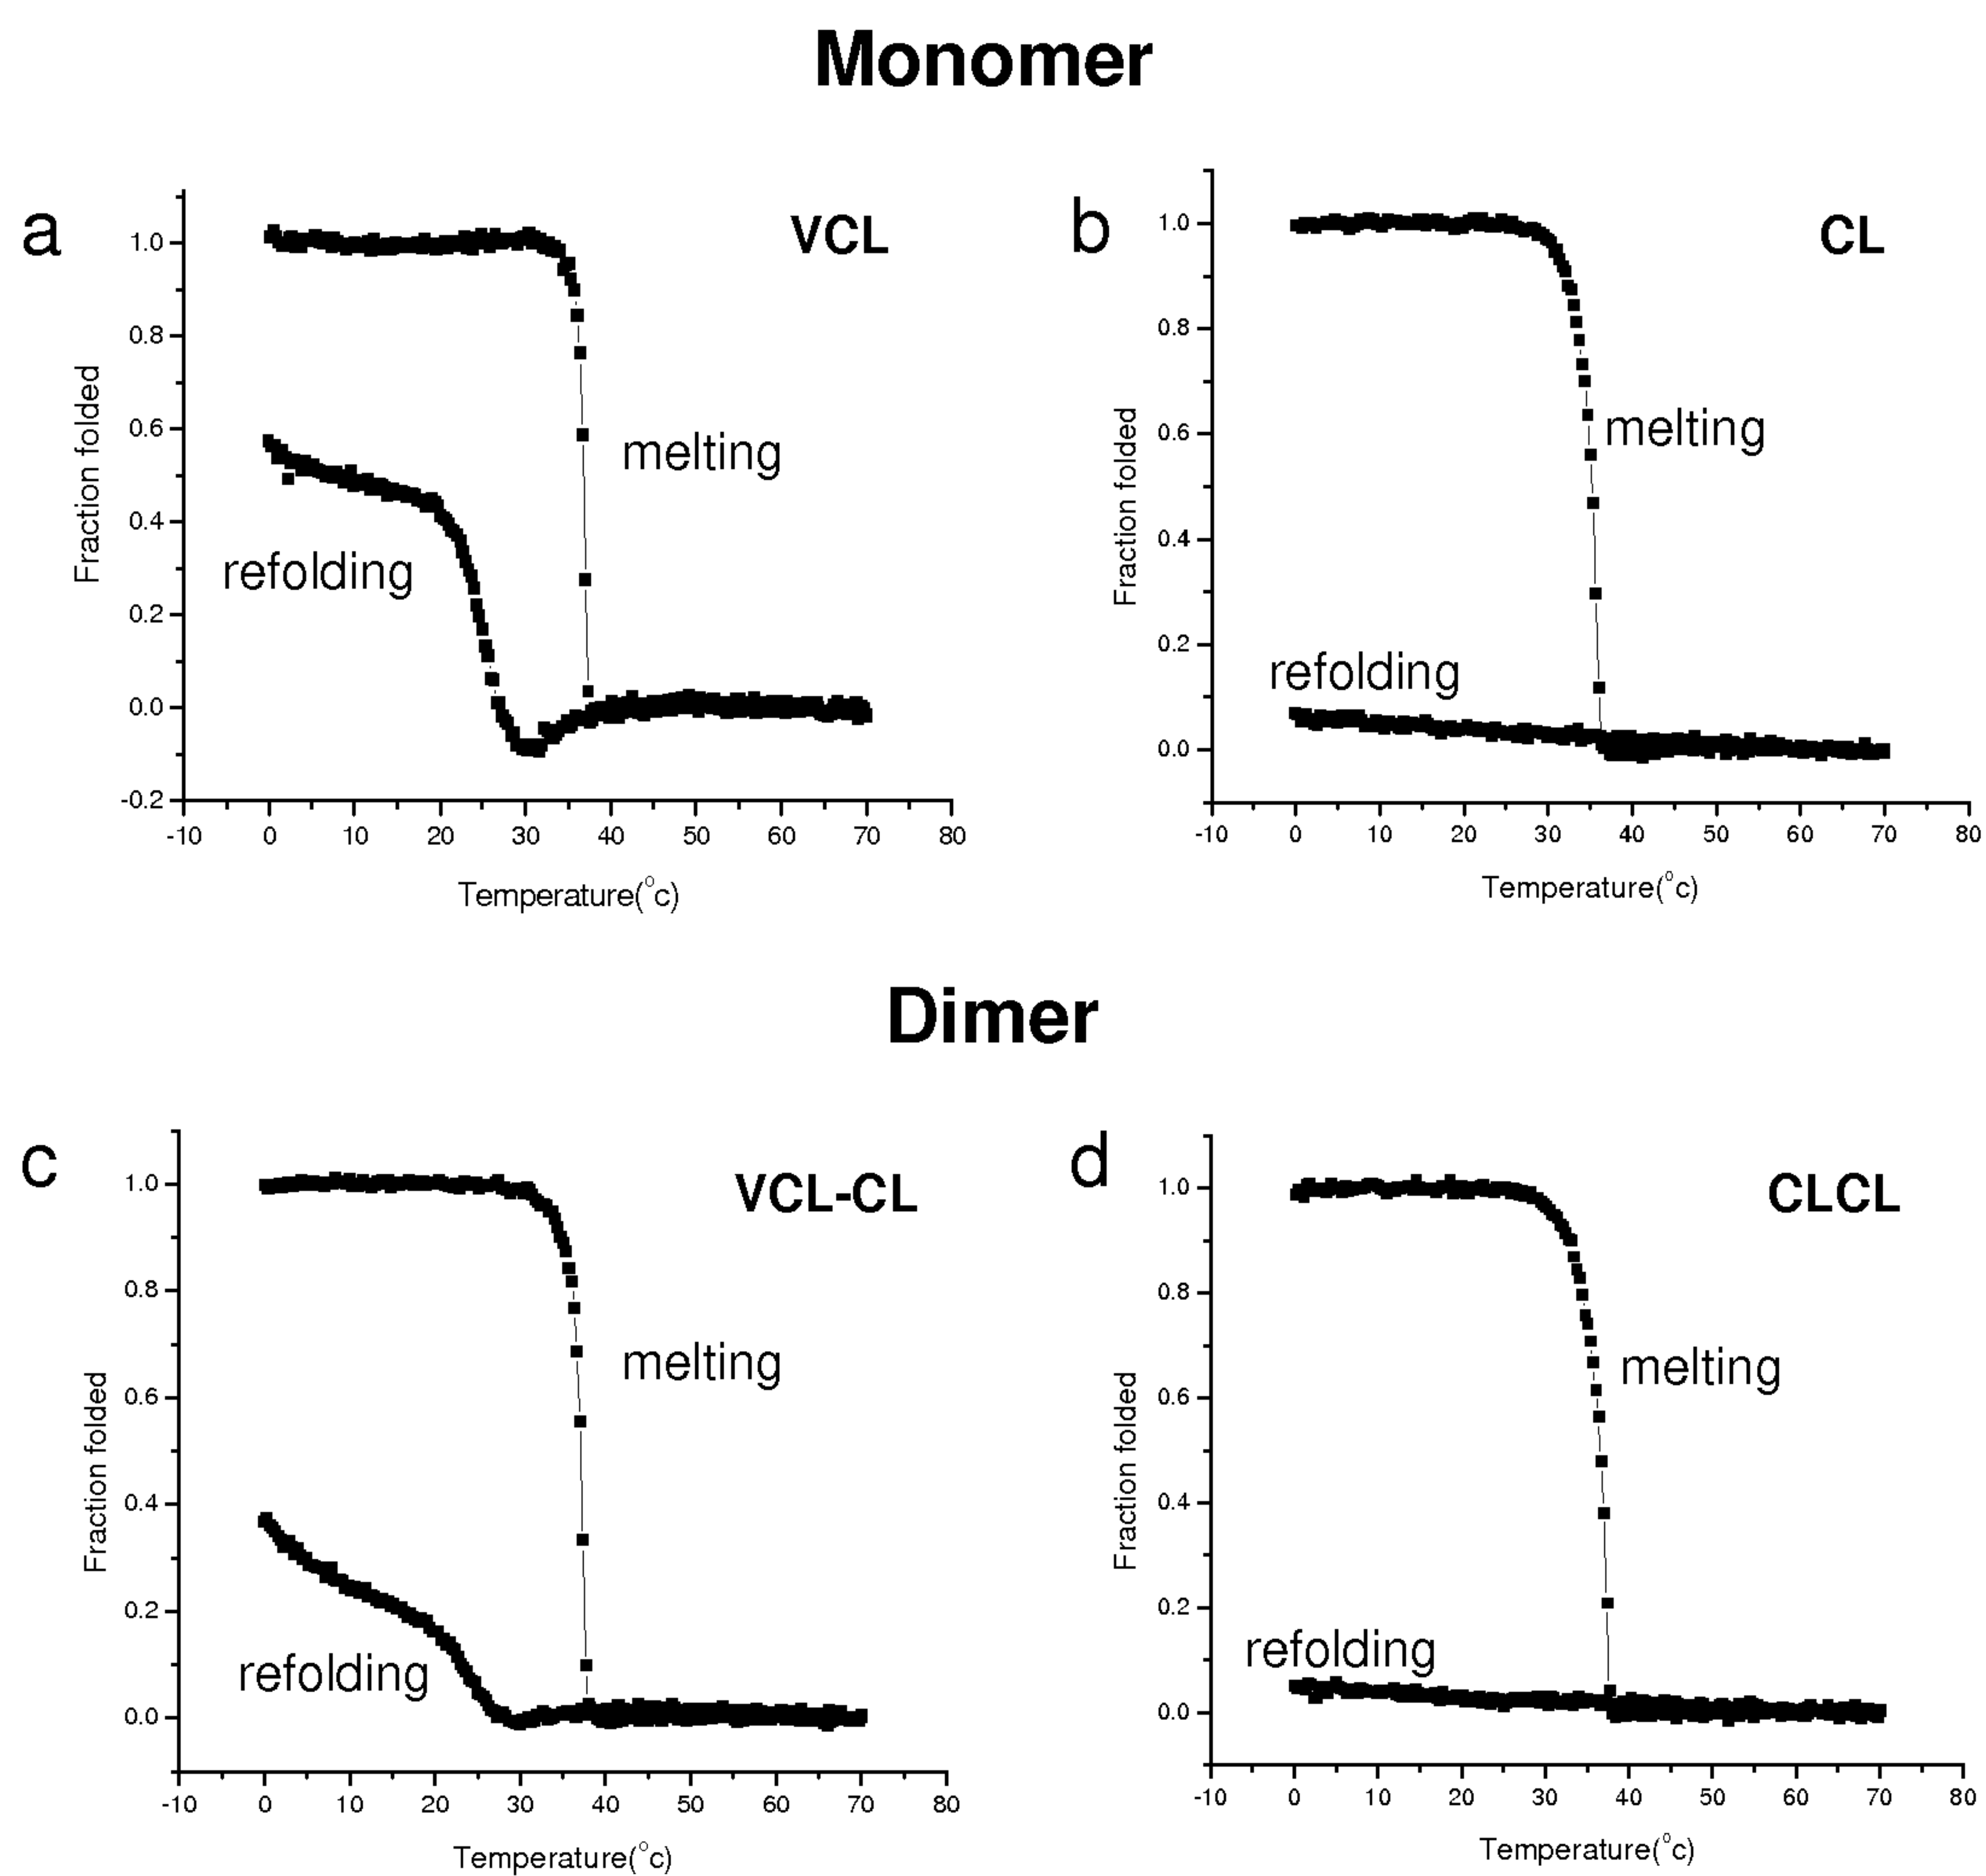 Monomer
a
VCL
1.0
0.8
0.6
0.4
0.2
0.0
-0.2
Fraction folded
melting
refolding
-10 0 10 20 30 40 50 60 70 80
Temperature(°c)
b
CL
1.0
0.8
0.6
0.4
0.2
0.0
Fraction folded
melting
refolding
-10 0 10 20 30 40 50 60 70 80
Temperature(°c)
Dimer
c
VCL-CL
1.0
0.8
0.6
0.4
0.2
0.0
Fraction folded
melting
refolding
-10 0 10 20 30 40 50 60 70 80
Temperature(°c)
d
CLCL
1.0
0.8
0.6
0.4
0.2
0.0
Fraction folded
melting
refolding
-10 0 10 20 30 40 50 60 70 80
Temperature(°c)